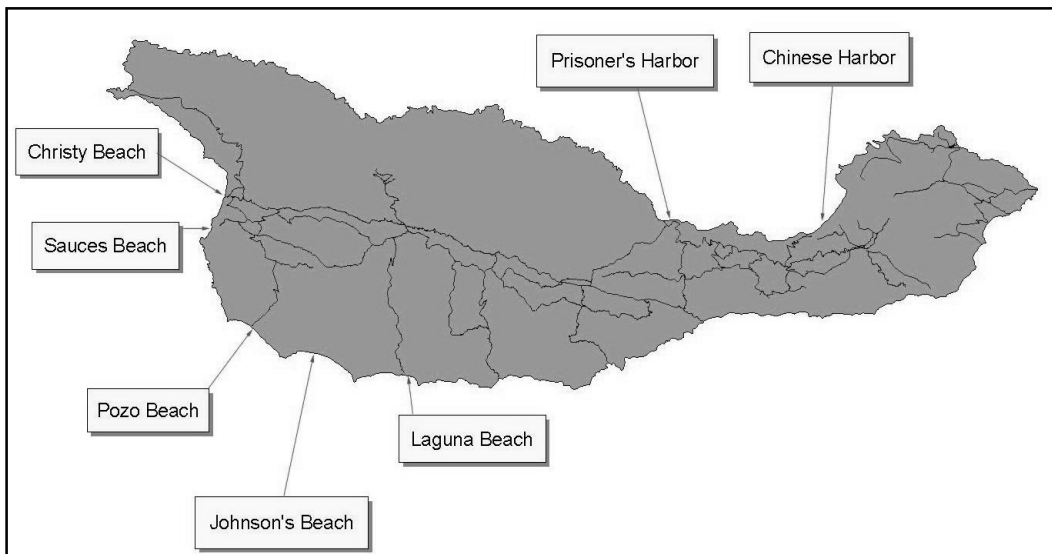 Prisoner's Harbor
Chinese Harbor
Christy Beach
Sauces Beach
Pozo Beach
Laguna Beach
Johnson's Beach